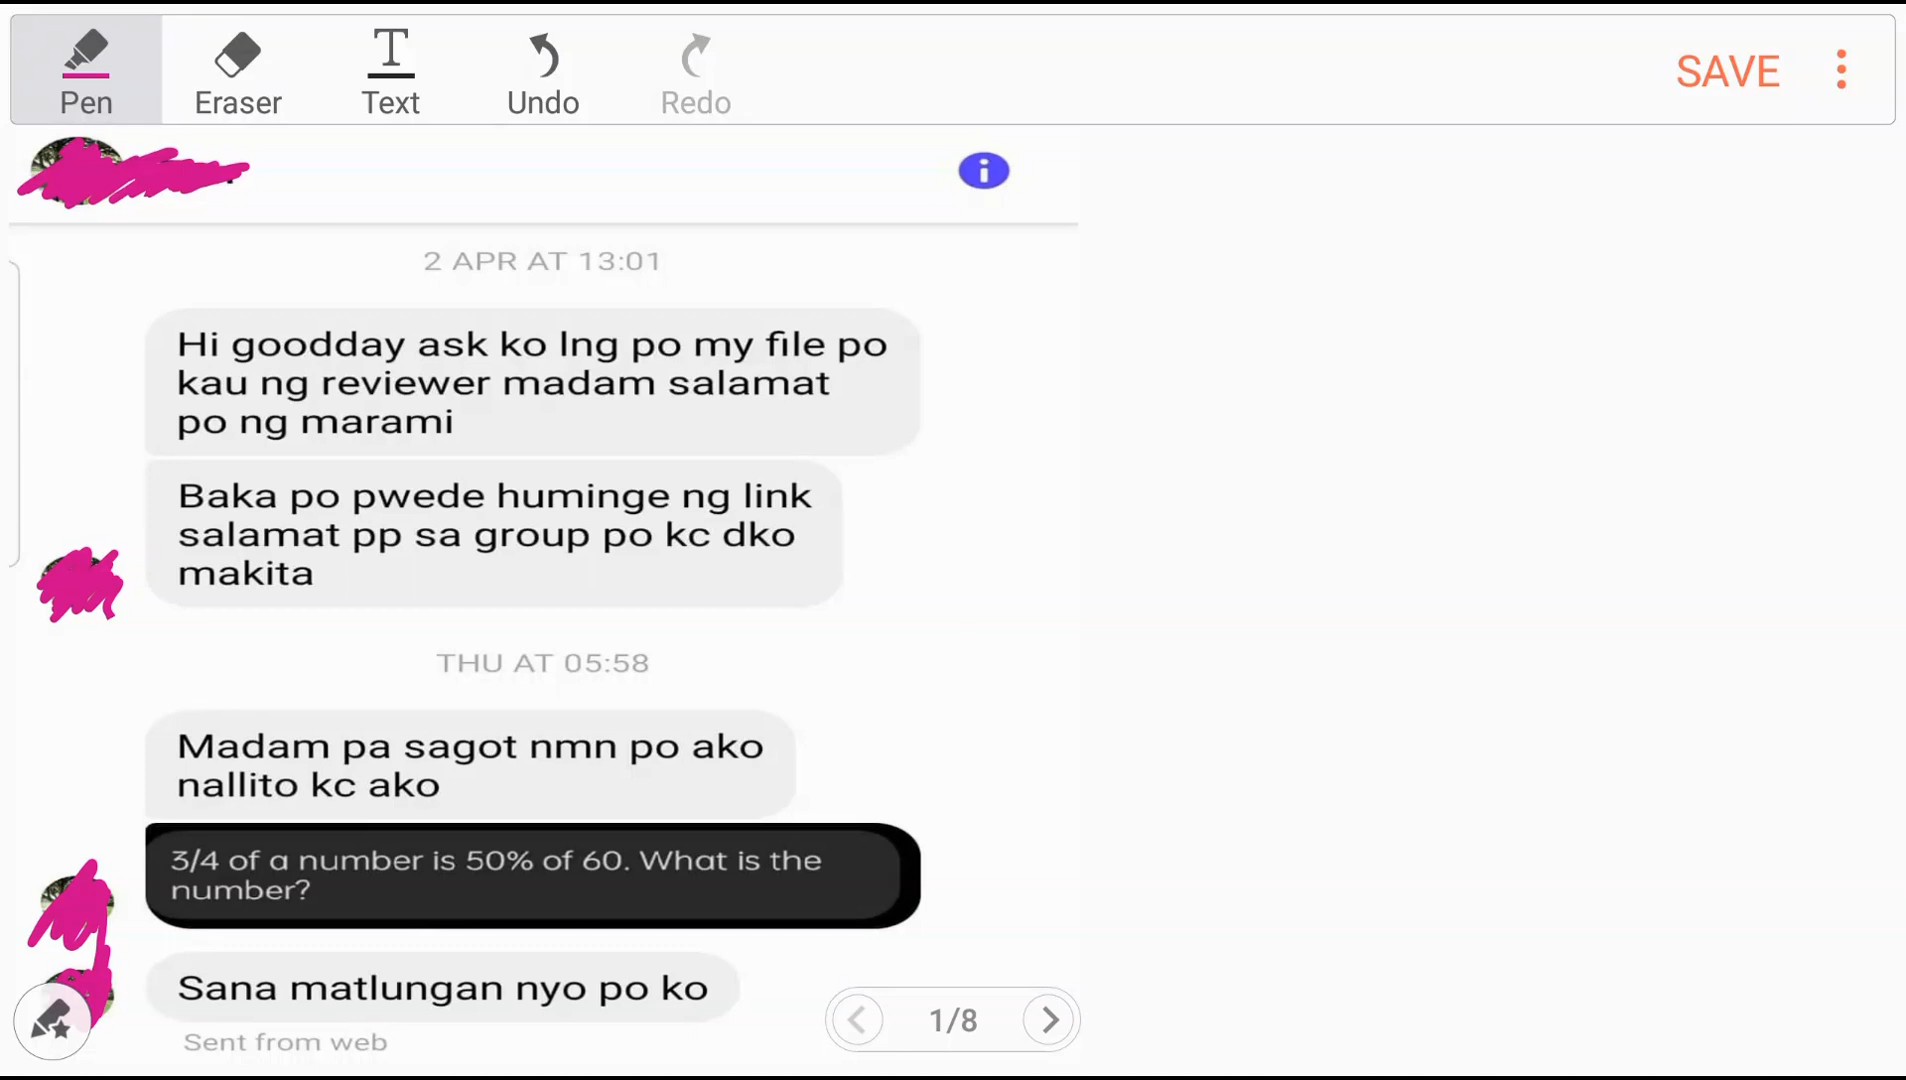 Pen
Eraser
Text
Undo
Redo
SAVE
2 APR AT 13:01
Hi goodday ask ko lng po my file po
kau ng reviewer madam salamat
po ng marami
Baka po pwede huminge ng link
salamat pp sa group po kc dko
makita
THU AT 05:58
Madam pa sagot nmn po ako
nallito kc ako
3/4 of a number is 50% of 60. What is the
number?
Sana matlungan nyo po ko
Sent from web
1/8